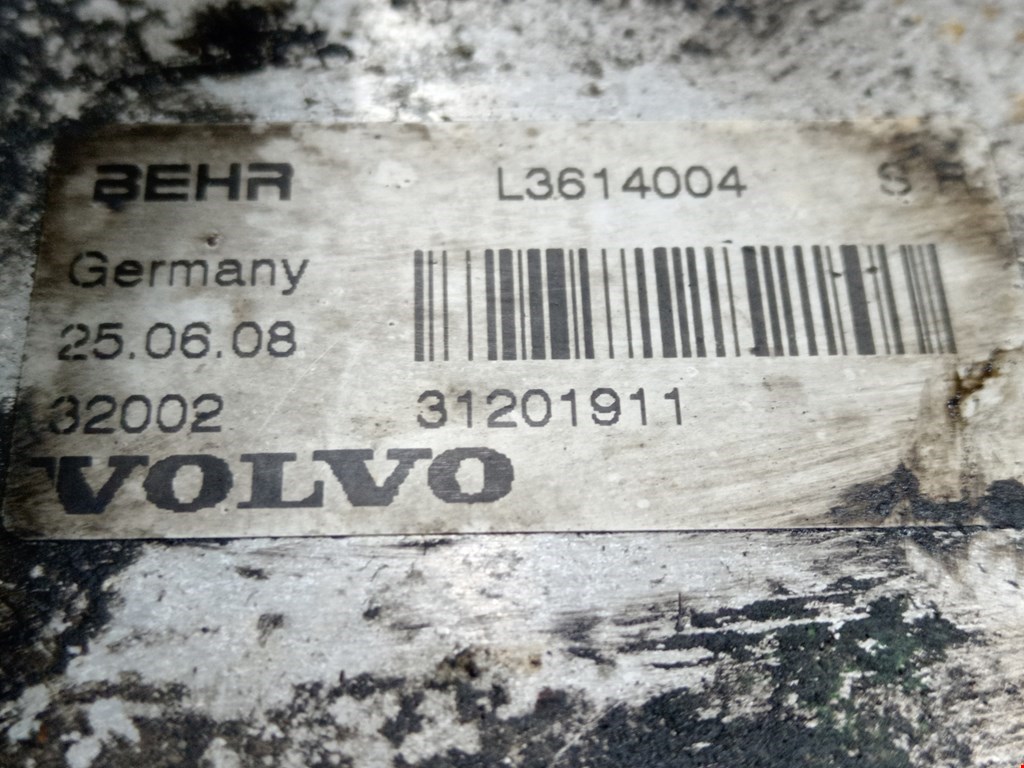 BEHR L3614004 S
Germany
25.06.08
32002 31201911
VOLVO